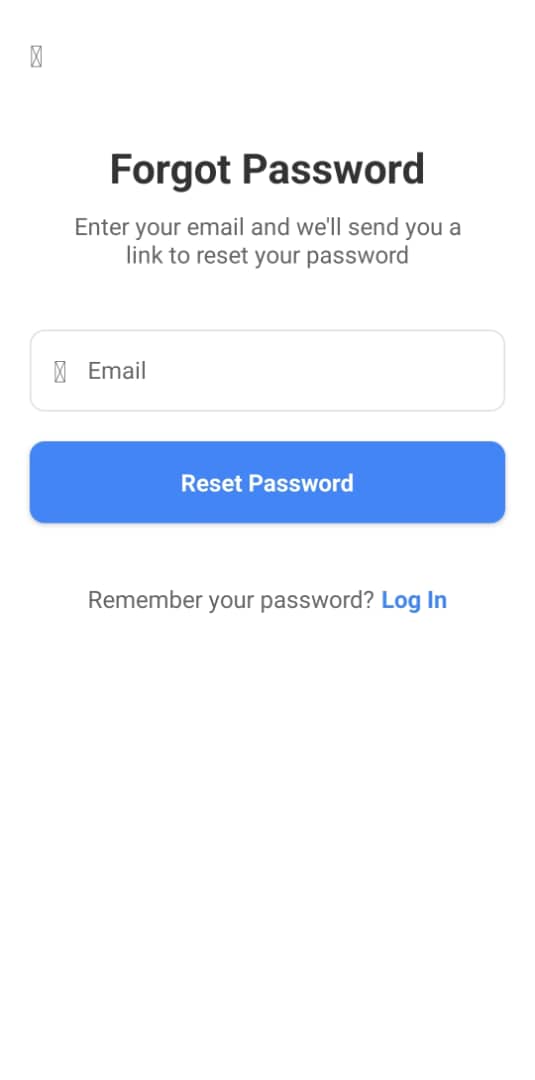 Forgot Password
Enter your email and we'll send you a
link to reset your password
Email
Reset Password
Remember your password? Log In